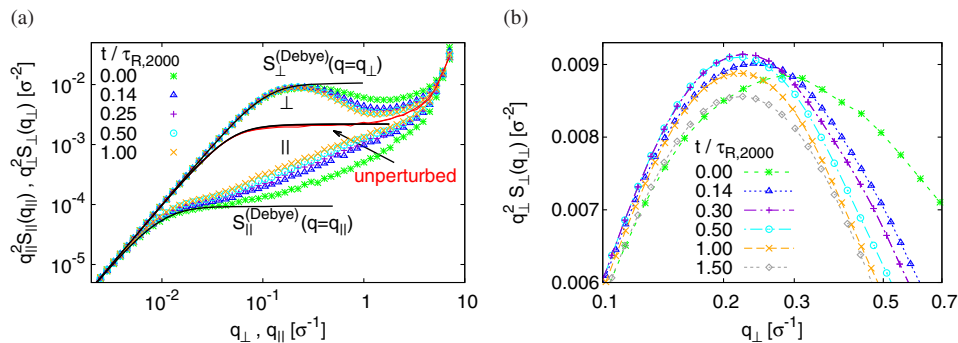 (a)
q²∥S∥(q∥) , q²⊥S⊥(q⊥) [σ⁻²]
10⁻²
10⁻³
10⁻⁴
10⁻⁵
t / τR,2000
0.00
0.14
0.25
0.50
1.00
S⊥(Debye)(q=q⊥)
⊥
||
unperturbed
S||(Debye)(q=q||)
10⁻² 10⁻¹ 1 10
q⊥ , q|| [σ⁻¹]
(b)
q²⊥ S⊥(q⊥) [σ⁻²]
0.009
0.008
0.007
0.006
t / τR,2000
0.00
0.14
0.30
0.50
1.00
1.50
0.1 0.2 0.3 0.5 0.7
q⊥ [σ⁻¹]